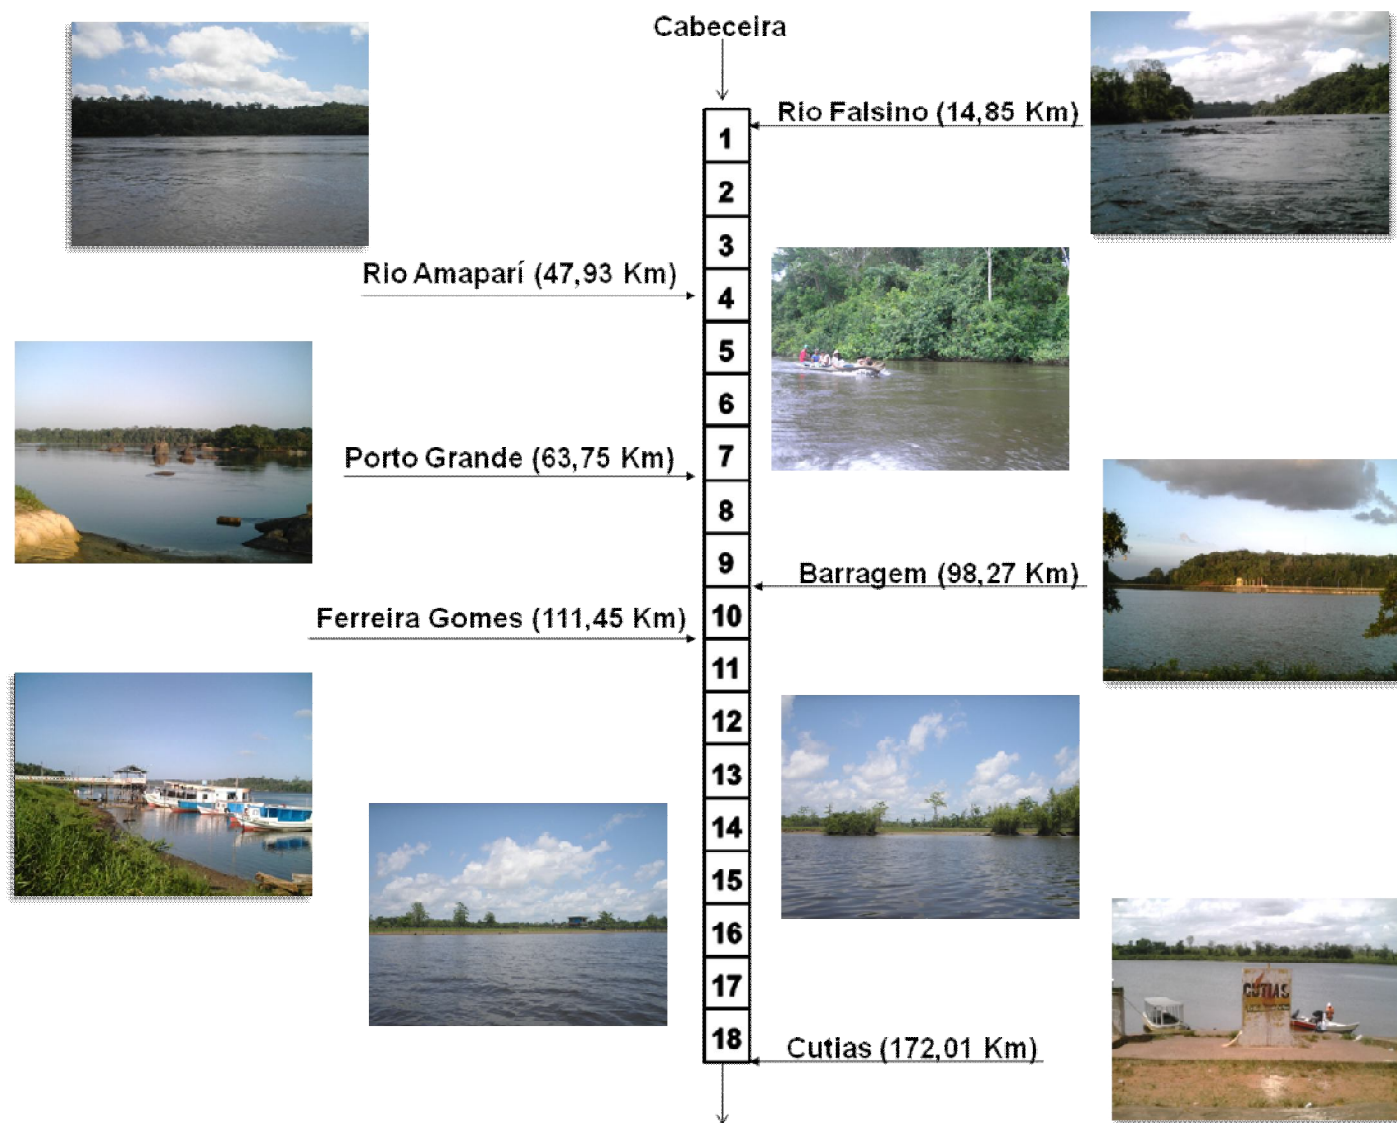 Cabeceira
Rio Falsino (14,85 Km)
1
2
3
Rio Amaparí (47,93 Km)
4
5
6
Porto Grande (63,75 Km)
7
8
9
Barragem (98,27 Km)
Ferreira Gomes (111,45 Km)
10
11
12
13
14
15
16
17
CUTIAS
18
Cutias (172,01 Km)